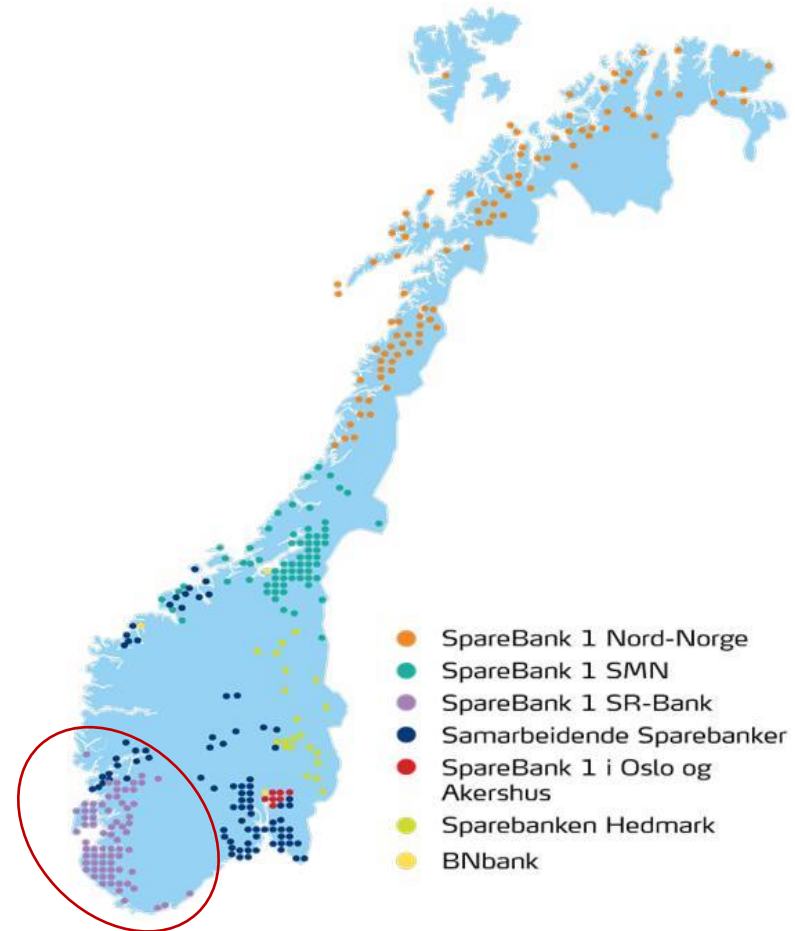 SpareBank 1 Nord-Norge
SpareBank 1 SMN
SpareBank 1 SR-Bank
Samarbeidende Sparebanker
SpareBank 1 i Oslo og
Akershus
Sparebanken Hedmark
BNbank